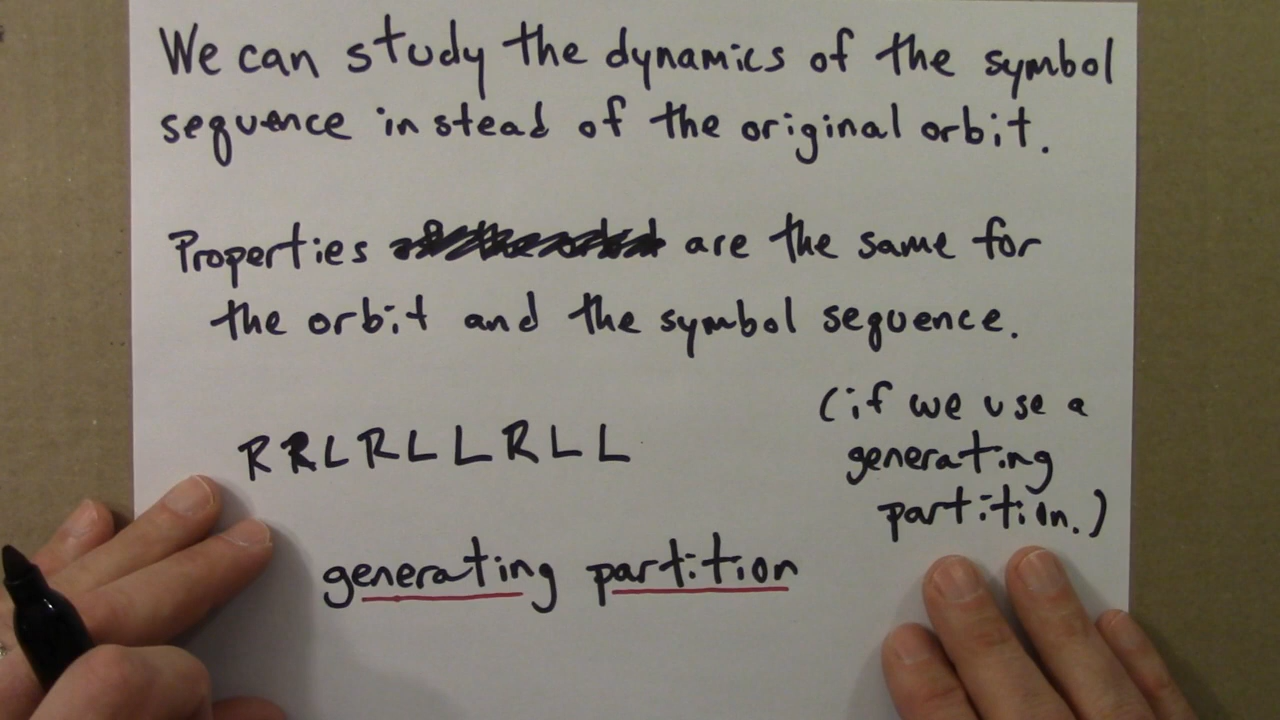 We can study the dynamics of the symbol
sequence instead of the original orbit.
Properties are the same for
the orbit and the symbol sequence.
(if we use a
generating
partition.)
RRLRLLRLL
generating partition